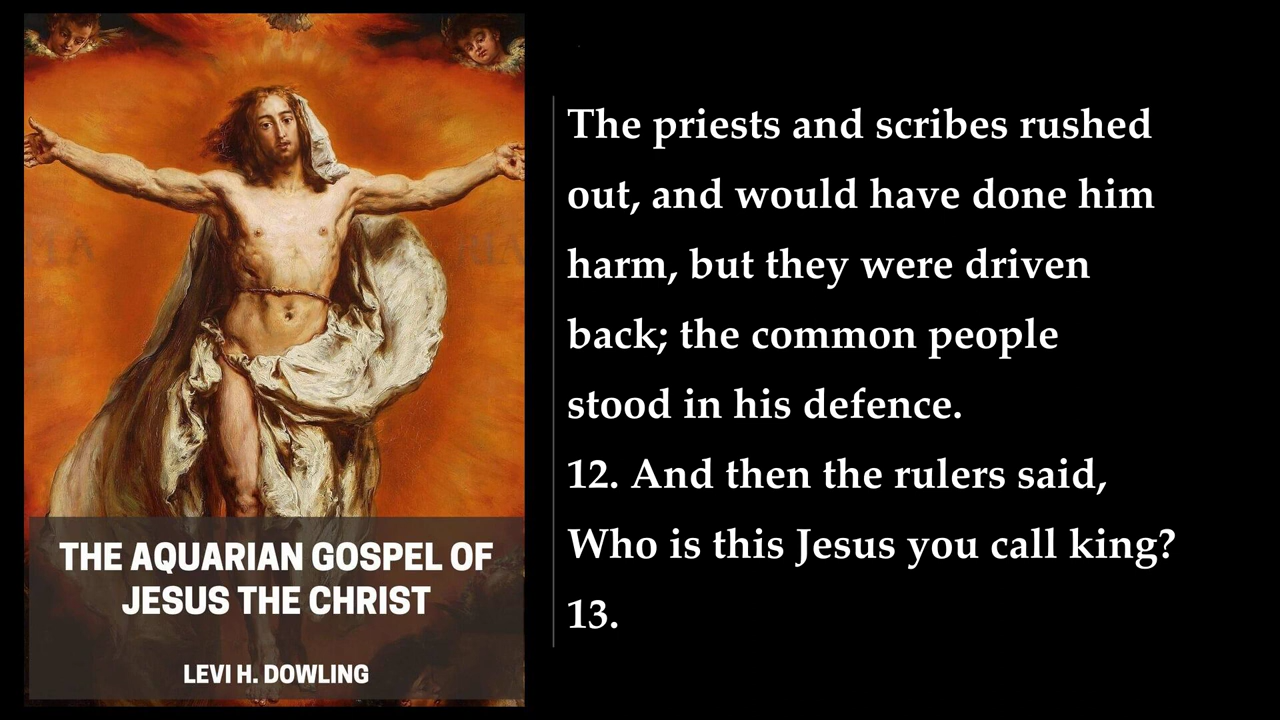 THE AQUARIAN GOSPEL OF
JESUS THE CHRIST
LEVI H. DOWLING
The priests and scribes rushed
out, and would have done him
harm, but they were driven
back; the common people
stood in his defence.
12. And then the rulers said,
Who is this Jesus you call king?
13.